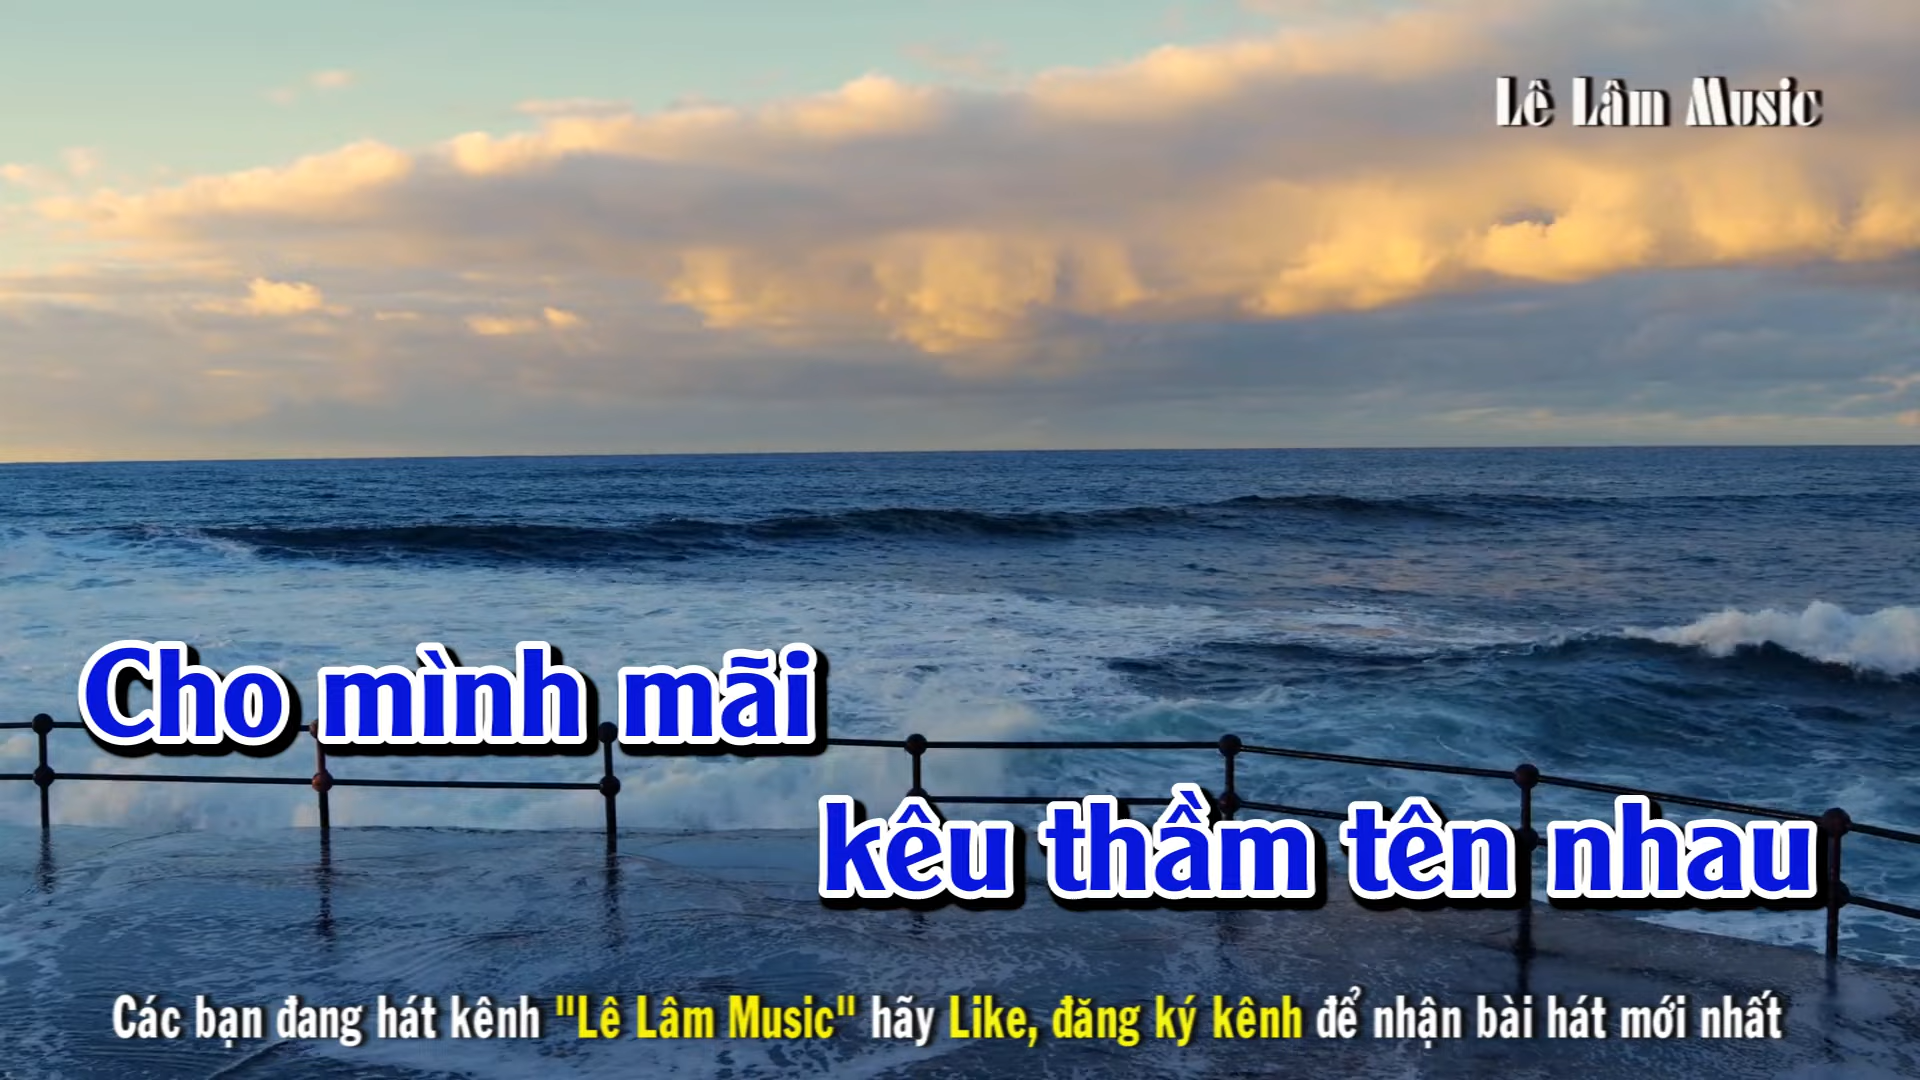 Lê Lâm Music
Cho mình mãi
kêu thầm tên nhau
Các bạn đang hát kênh "Lê Lâm Music" hãy Like, đăng ký kênh để nhận bài hát mới nhất